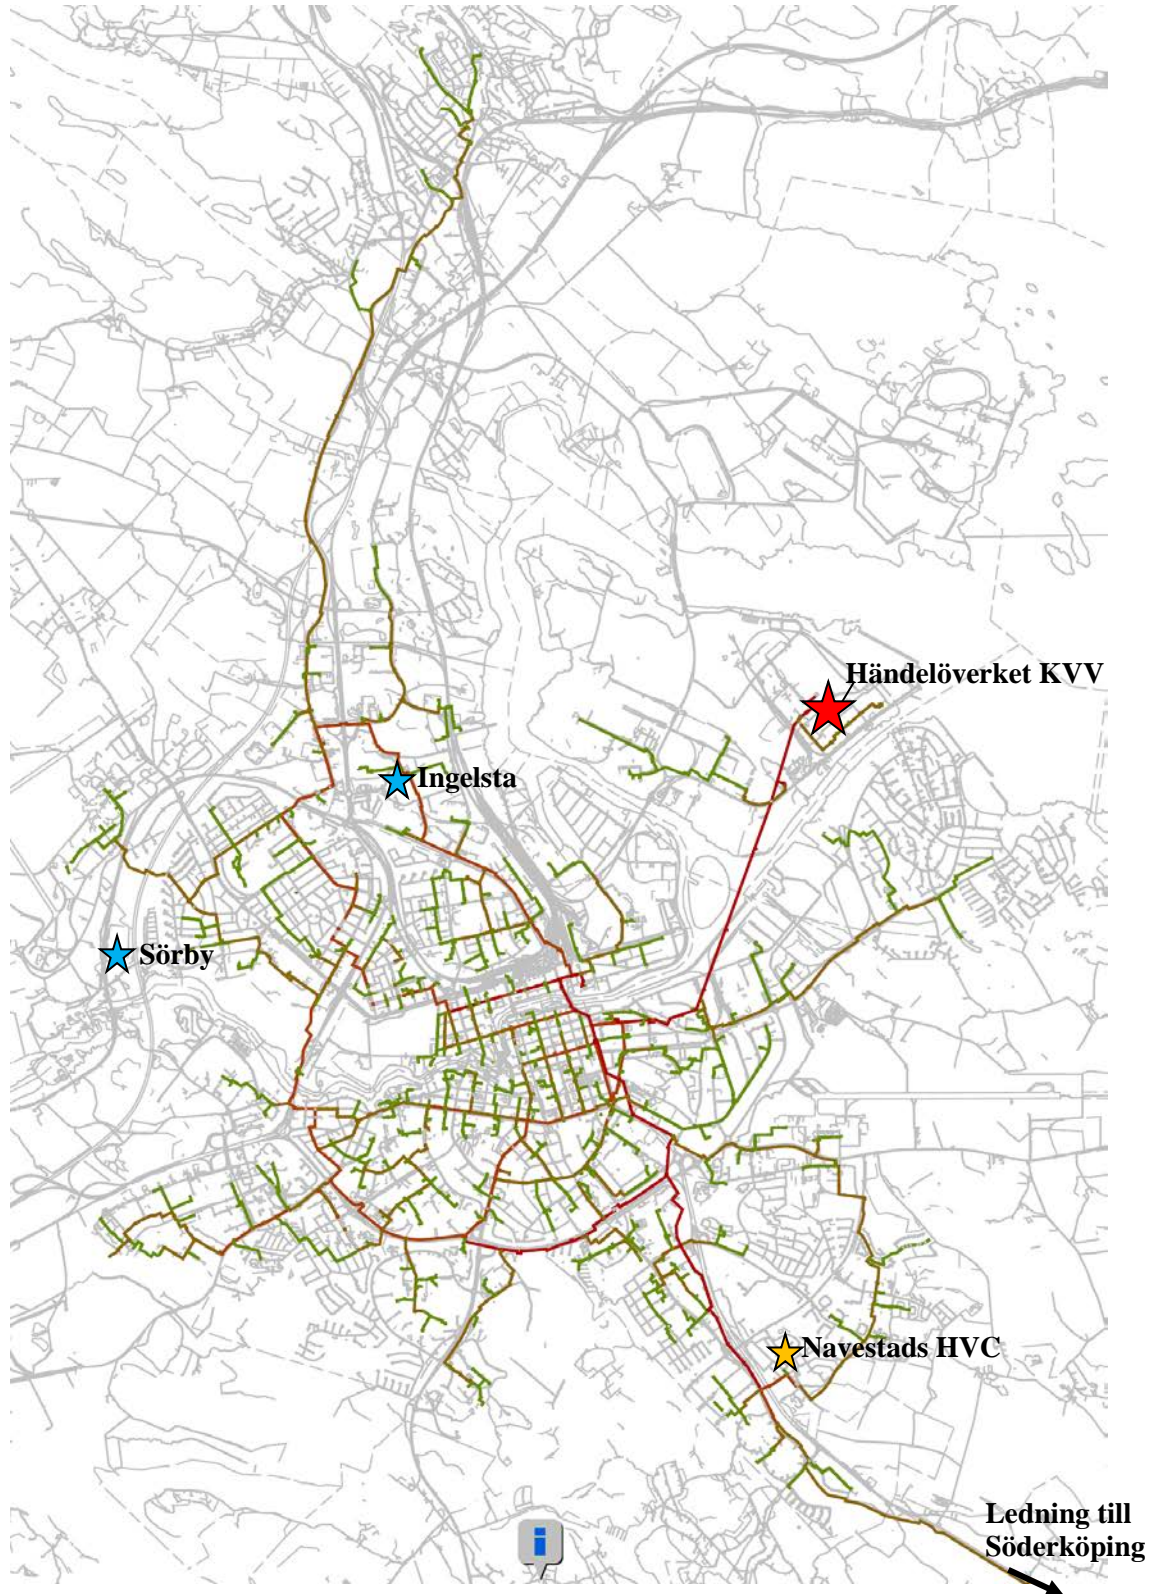 Händelöverket KVV
Ingelsta
Sörby
Navestads HVC
Ledning till
Söderköping
i